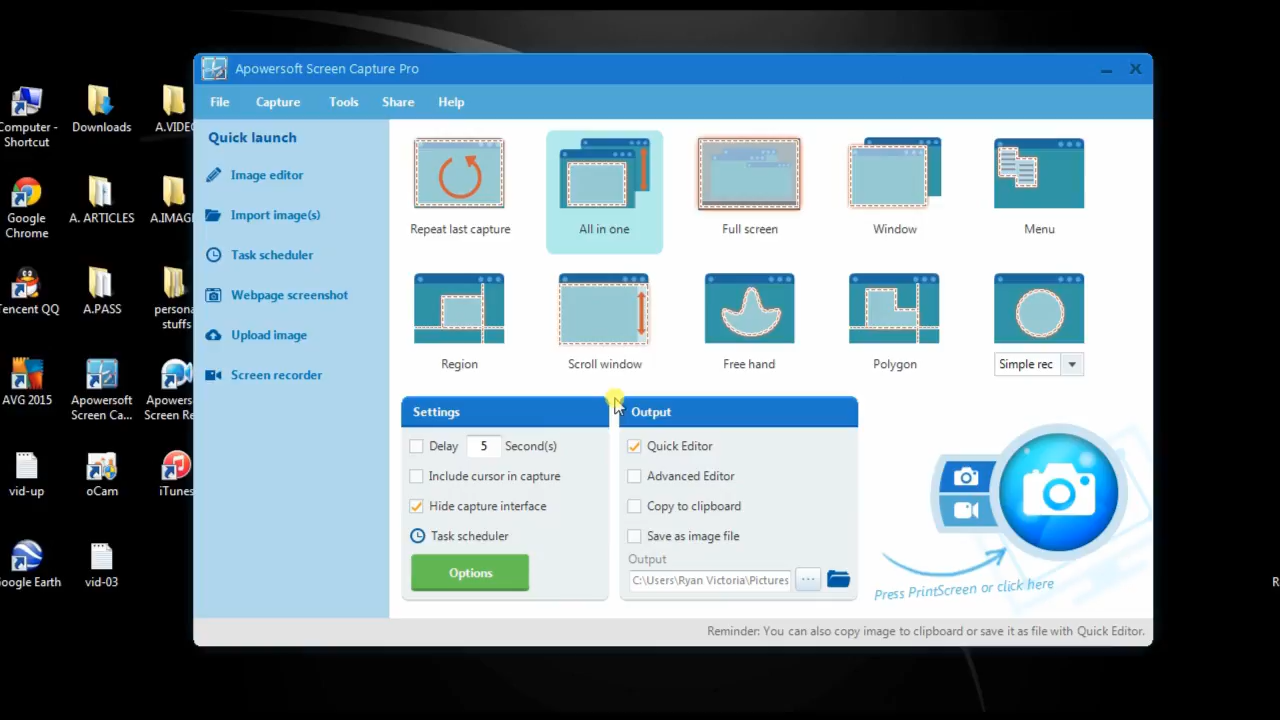 Computer -
Shortcut
Downloads
A.VIDE
Google
Chrome
A. ARTICLES
A.IMAG
Tencent QQ
A.PASS
persona
stuffs
AVG 2015
Apowersoft
Screen Ca...
Apowers
Screen Re
vid-up
oCam
iTunes
Google Earth
vid-03
Apowersoft Screen Capture Pro
File Capture Tools Share Help
Quick launch
Image editor
Import image(s)
Task scheduler
Webpage screenshot
Upload image
Screen recorder
Repeat last capture
All in one
Full screen
Window
Menu
Region
Scroll window
Free hand
Polygon
Simple rec
Settings
Delay 5 Second(s)
Include cursor in capture
Hide capture interface
Task scheduler
Options
Output
Quick Editor
Advanced Editor
Copy to clipboard
Save as image file
Output
C:\Users\Ryan Victoria\Pictures
...
Press PrintScreen or click here
Reminder: You can also copy image to clipboard or save it as file with Quick Editor.
R